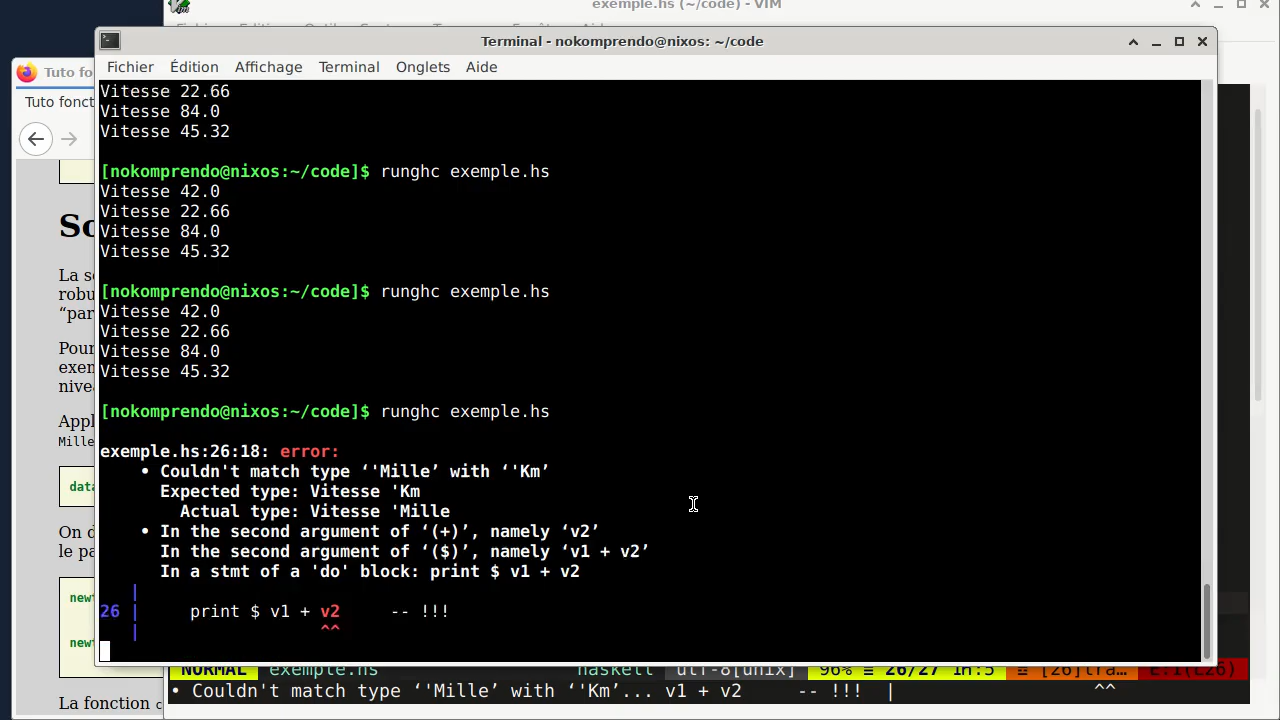 exemple.hs (~/code) - VIM
Terminal - nokomprendo@nixos: ~/code
Fichier Édition Affichage Terminal Onglets Aide
Tuto fo
Tuto fonct
Vitesse 22.66
Vitesse 84.0
Vitesse 45.32
[nokomprendo@nixos:~/code]$ runghc exemple.hs
Vitesse 42.0
Vitesse 22.66
Vitesse 84.0
Vitesse 45.32
[nokomprendo@nixos:~/code]$ runghc exemple.hs
Vitesse 42.0
Vitesse 22.66
Vitesse 84.0
Vitesse 45.32
[nokomprendo@nixos:~/code]$ runghc exemple.hs
exemple.hs:26:18: error:
• Couldn't match type ‘'Mille’ with ‘'Km’
Expected type: Vitesse 'Km
Actual type: Vitesse 'Mille
• In the second argument of ‘(+)’, namely ‘v2’
In the second argument of ‘($)’, namely ‘v1 + v2’
In a stmt of a 'do' block: print $ v1 + v2
|
26 | print $ v1 + v2 -- !!!
| ^^
So
La so
robu
“par
Pour
exem
nivea
Appl
Mille
data
On d
le pa
newt
newt
La fonction c
NORMAL exemple.hs haskell utf-8[unix] 96% ≡ 26/27 ln:5 ☲ [26]tra… E:1(L26)
• Couldn't match type ‘'Mille’ with ‘'Km’... v1 + v2 -- !!! | ^^